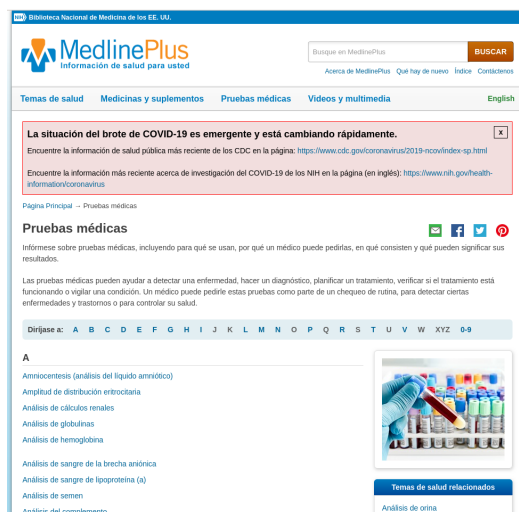 NIH Biblioteca Nacional de Medicina de los EE. UU.
MedlinePlus
Información de salud para usted
Busque en MedlinePlus
BUSCAR
Acerca de MedlinePlus Qué hay de nuevo Índice Contáctenos
Temas de salud Medicinas y suplementos Pruebas médicas Videos y multimedia English
La situación del brote de COVID-19 es emergente y está cambiando rápidamente. x
Encuentre la información de salud pública más reciente de los CDC en la página: https://www.cdc.gov/coronavirus/2019-ncov/index-sp.html
Encuentre la información más reciente acerca de investigación del COVID-19 de los NIH en la página (en inglés): https://www.nih.gov/health-
information/coronavirus
Página Principal → Pruebas médicas
Pruebas médicas
Infórmese sobre pruebas médicas, incluyendo para qué se usan, por qué un médico puede pedirlas, en qué consisten y qué pueden significar sus
resultados.
Las pruebas médicas pueden ayudar a detectar una enfermedad, hacer un diagnóstico, planificar un tratamiento, verificar si el tratamiento está
funcionando o vigilar una condición. Un médico puede pedirle estas pruebas como parte de un chequeo de rutina, para detectar ciertas
enfermedades y trastornos o para controlar su salud.
Diríjase a: A B C D E F G H I J K L M N O P Q R S T U V W XYZ 0-9
A
Amniocentesis (análisis del líquido amniótico)
Amplitud de distribución eritrocitaria
Análisis de cálculos renales
Análisis de globulinas
Análisis de hemoglobina
Análisis de sangre de la brecha aniónica
Análisis de sangre de lipoproteína (a)
Análisis de semen
Análisis del complemento
Temas de salud relacionados
Análisis de orina